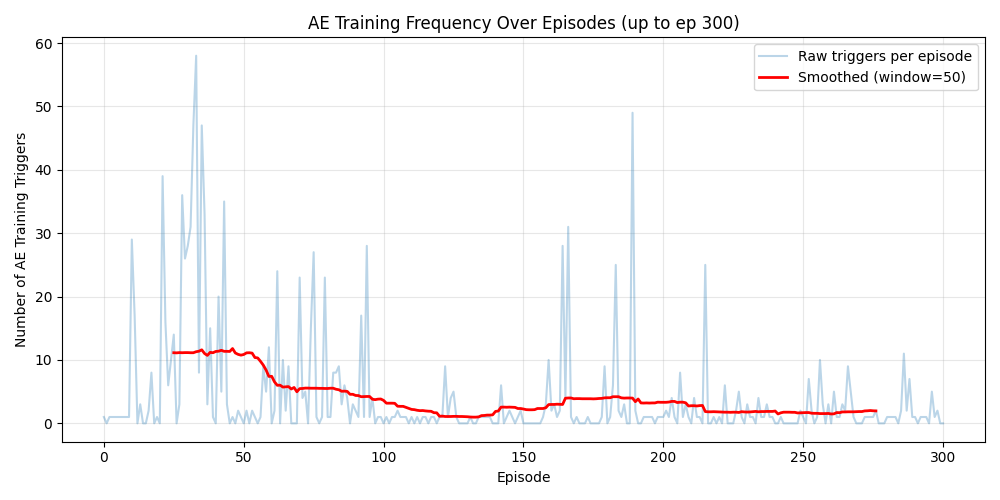 AE Training Frequency Over Episodes (up to ep 300)
Number of AE Training Triggers
60
50
40
30
20
10
0
Raw triggers per episode
Smoothed (window=50)
0
50
100
150
200
250
300
Episode